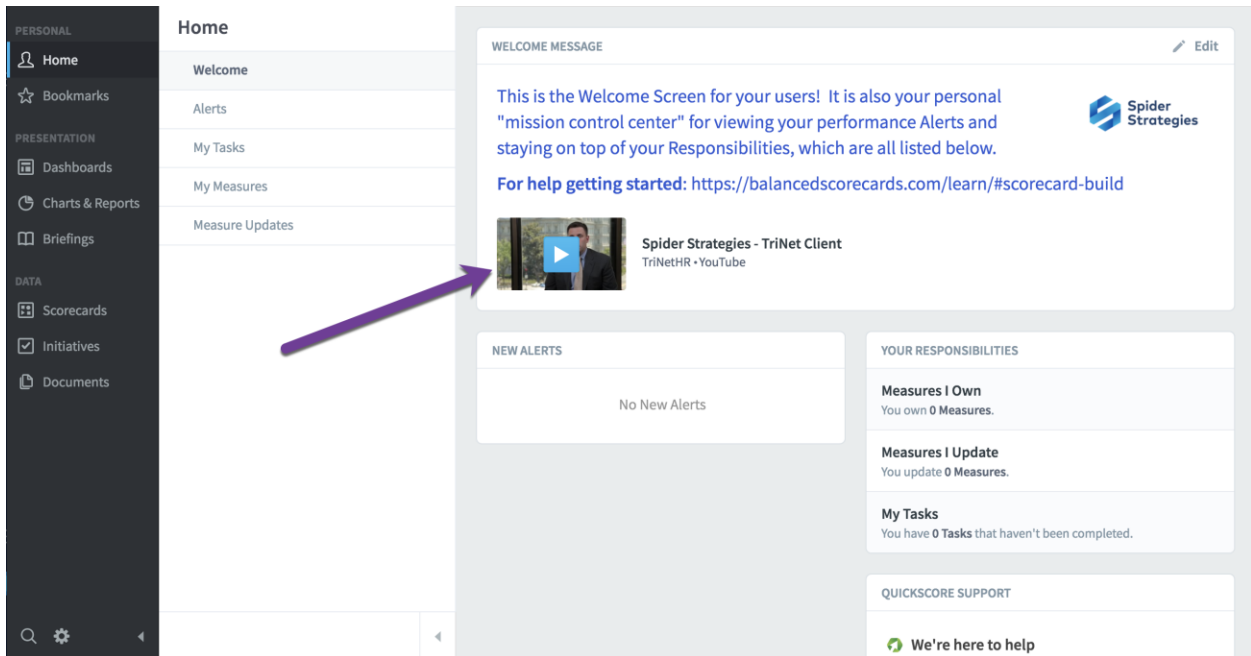 PERSONAL
Home
Bookmarks
PRESENTATION
Dashboards
Charts & Reports
Briefings
DATA
Scorecards
Initiatives
Documents
Home
Welcome
Alerts
My Tasks
My Measures
Measure Updates
WELCOME MESSAGE
Edit
This is the Welcome Screen for your users! It is also your personal
"mission control center" for viewing your performance Alerts and
staying on top of your Responsibilities, which are all listed below.
For help getting started: https://balancedscorecards.com/learn/#scorecard-build
Spider
Strategies
Spider Strategies - TriNet Client
TriNetHR • YouTube
NEW ALERTS
No New Alerts
YOUR RESPONSIBILITIES
Measures I Own
You own 0 Measures.
Measures I Update
You update 0 Measures.
My Tasks
You have 0 Tasks that haven't been completed.
QUICKSCORE SUPPORT
We're here to help